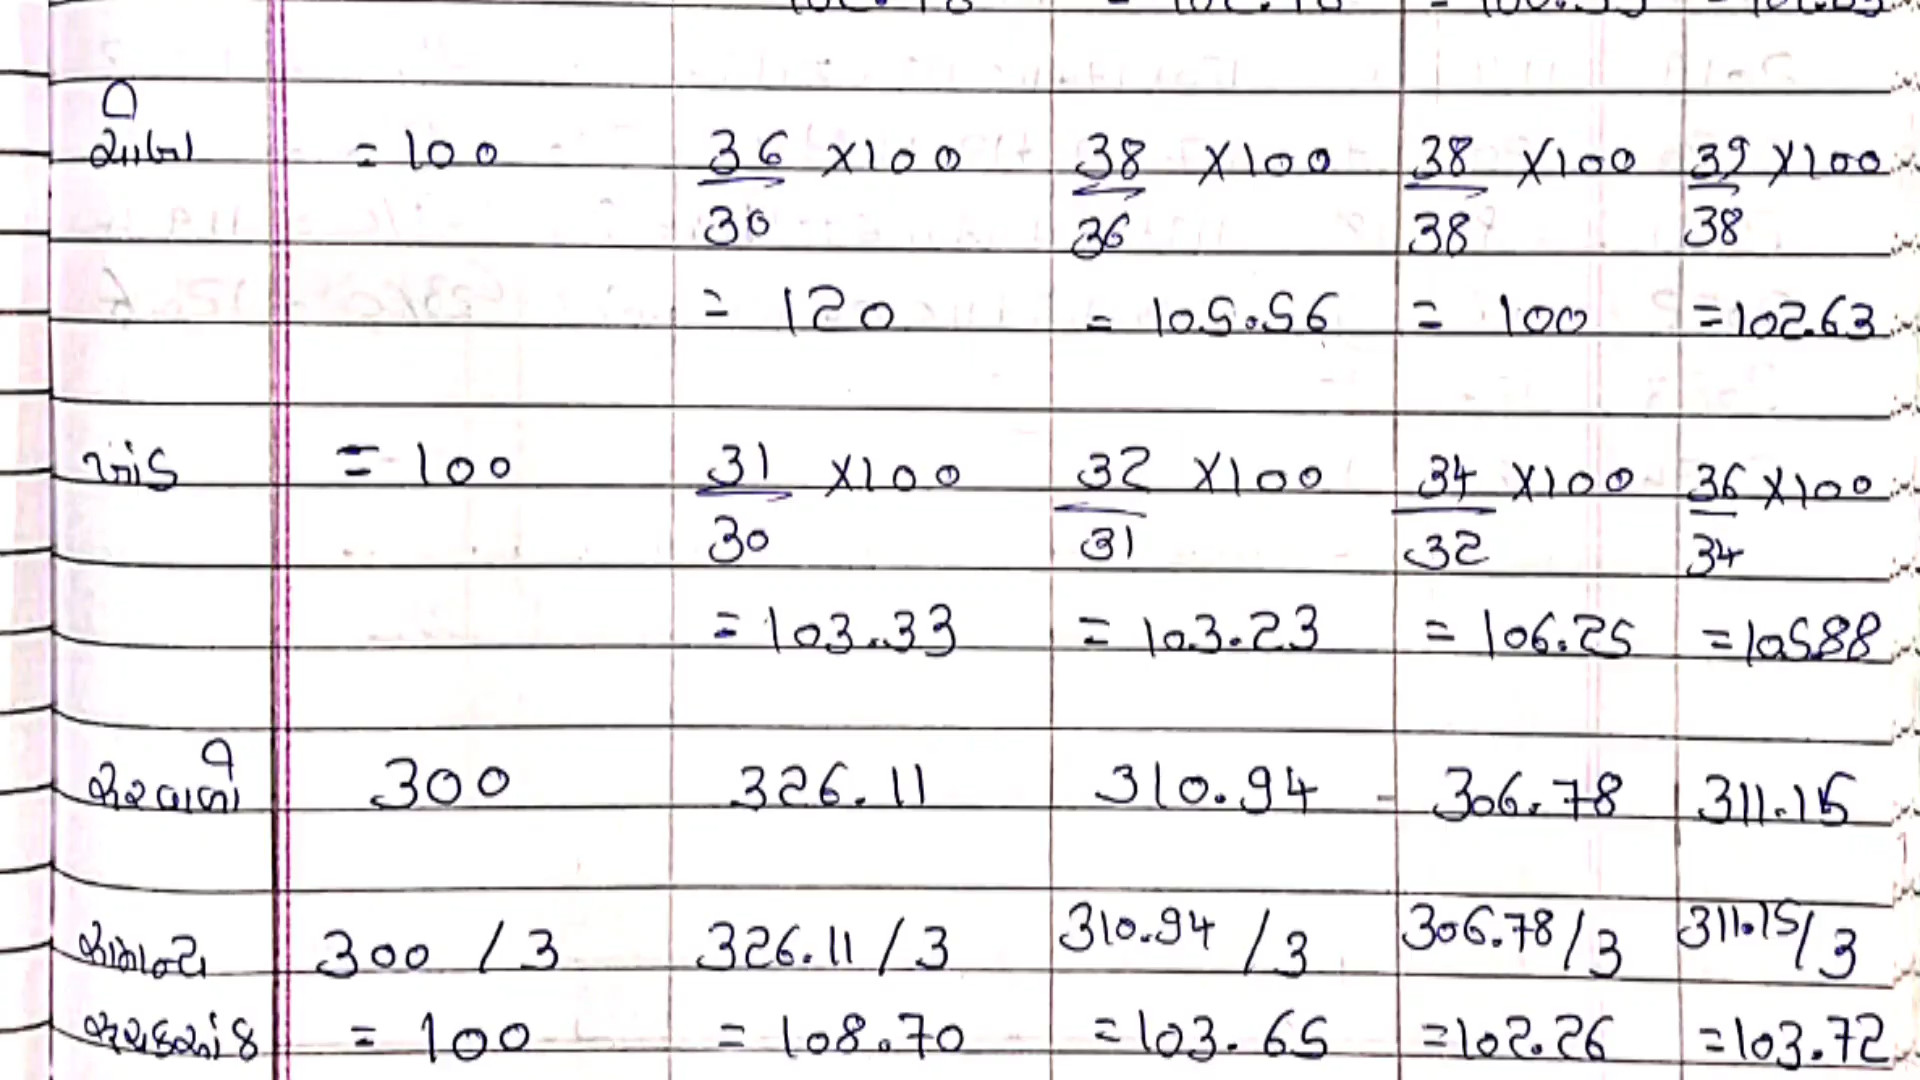 = 100 36 X100 38 X100 38 X100 39 X100
30 36 38 38
= 120 = 105.56 = 100 =102.63
ખાંડ = 100 31 X100 32 X100 34 X100 36 X100
30 31 32 34
= 103.33 = 103.23 = 106.25 =105.88
સરવાળો 300 326.11 310.94 306.78 311.15
સામાન્ય 300 / 3 326.11 / 3 310.94 / 3 306.78 / 3 311.15 / 3
સૂચકઆંક = 100 = 108.70 =103.65 =102.26 =103.72